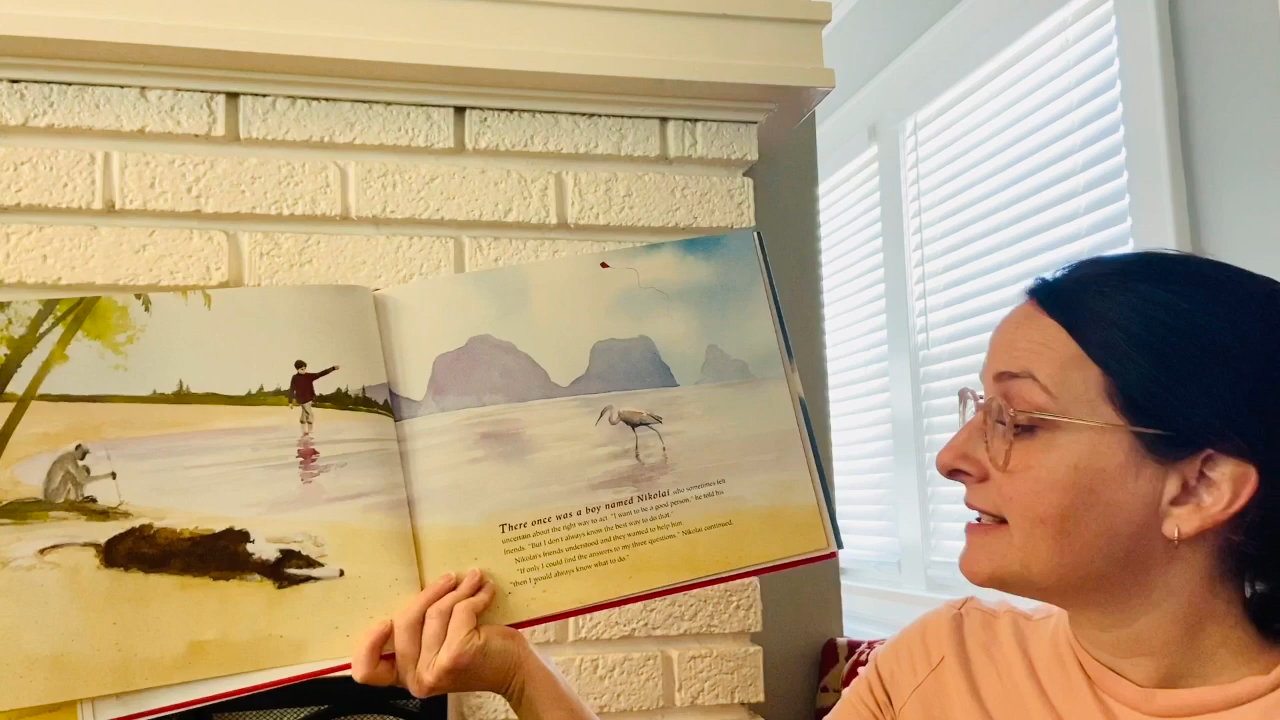 There once was a boy named Nikolai who sometimes felt
uncertain about the right way to act. "I want to be a good person," he told his
friends. "But I don't always know the best way to do that."
Nikolai's friends understood and they wanted to help him.
"If only I could find the answers to my three questions," Nikolai continued,
"then I would always know what to do."